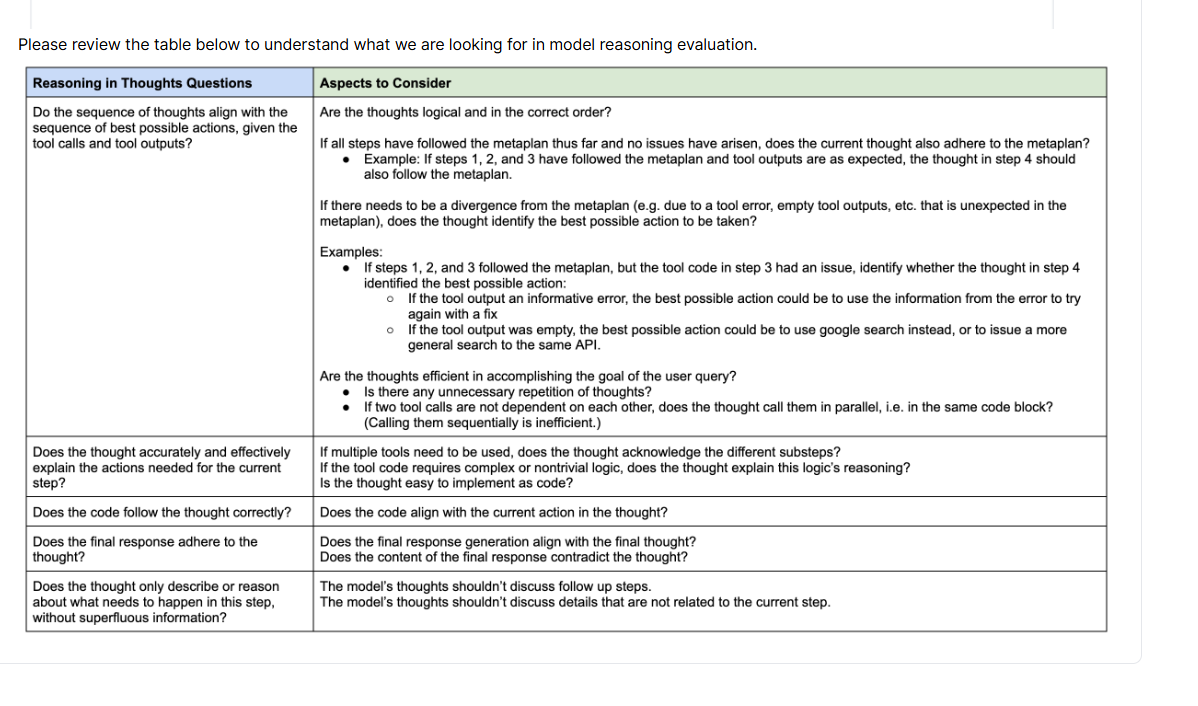 Please review the table below to understand what we are looking for in model reasoning evaluation.
Reasoning in Thoughts Questions
Aspects to Consider
Do the sequence of thoughts align with the
sequence of best possible actions, given the
tool calls and tool outputs?
Are the thoughts logical and in the correct order?
If all steps have followed the metaplan thus far and no issues have arisen, does the current thought also adhere to the metaplan?
● Example: If steps 1, 2, and 3 have followed the metaplan and tool outputs are as expected, the thought in step 4 should
also follow the metaplan.
If there needs to be a divergence from the metaplan (e.g. due to a tool error, empty tool outputs, etc. that is unexpected in the
metaplan), does the thought identify the best possible action to be taken?
Examples:
● If steps 1, 2, and 3 followed the metaplan, but the tool code in step 3 had an issue, identify whether the thought in step 4
identified the best possible action:
○ If the tool output an informative error, the best possible action could be to use the information from the error to try
again with a fix
○ If the tool output was empty, the best possible action could be to use google search instead, or to issue a more
general search to the same API.
Are the thoughts efficient in accomplishing the goal of the user query?
● Is there any unnecessary repetition of thoughts?
● If two tool calls are not dependent on each other, does the thought call them in parallel, i.e. in the same code block?
(Calling them sequentially is inefficient.)
Does the thought accurately and effectively
explain the actions needed for the current
step?
If multiple tools need to be used, does the thought acknowledge the different substeps?
If the tool code requires complex or nontrivial logic, does the thought explain this logic's reasoning?
Is the thought easy to implement as code?
Does the code follow the thought correctly?
Does the code align with the current action in the thought?
Does the final response adhere to the
thought?
Does the final response generation align with the final thought?
Does the content of the final response contradict the thought?
Does the thought only describe or reason
about what needs to happen in this step,
without superfluous information?
The model's thoughts shouldn't discuss follow up steps.
The model's thoughts shouldn't discuss details that are not related to the current step.